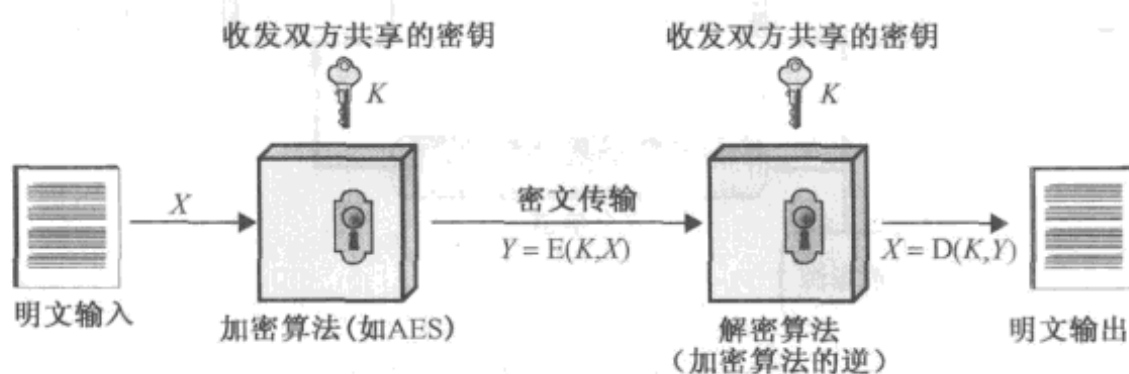 收发双方共享的密钥
收发双方共享的密钥
K
K
X
密文传输
Y = E(K,X)
X = D(K,Y)
明文输入
加密算法(如AES)
解密算法
(加密算法的逆)
明文输出